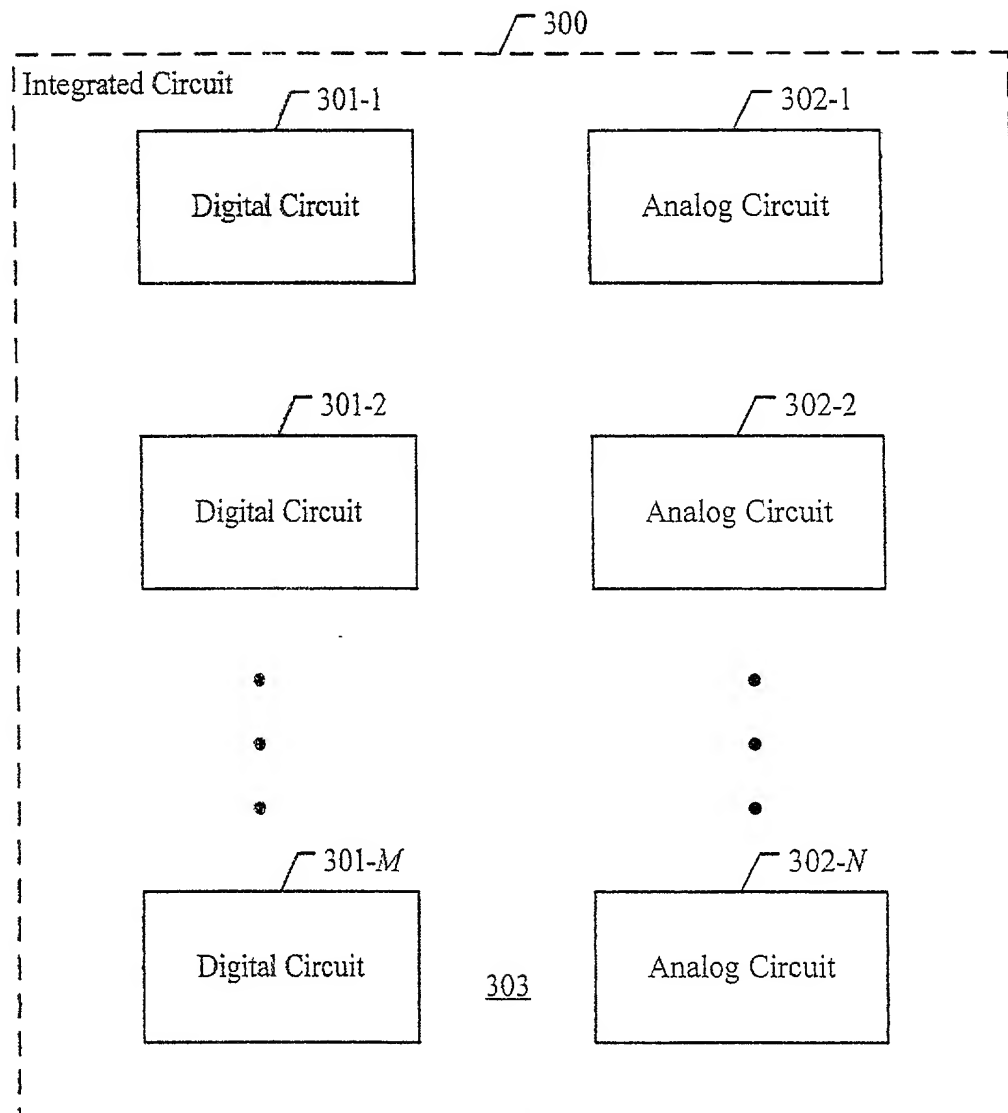 300
Integrated Circuit
301-1
302-1
Digital Circuit
Analog Circuit
301-2
302-2
Digital Circuit
Analog Circuit
301-M
302-N
Digital Circuit
Analog Circuit
303